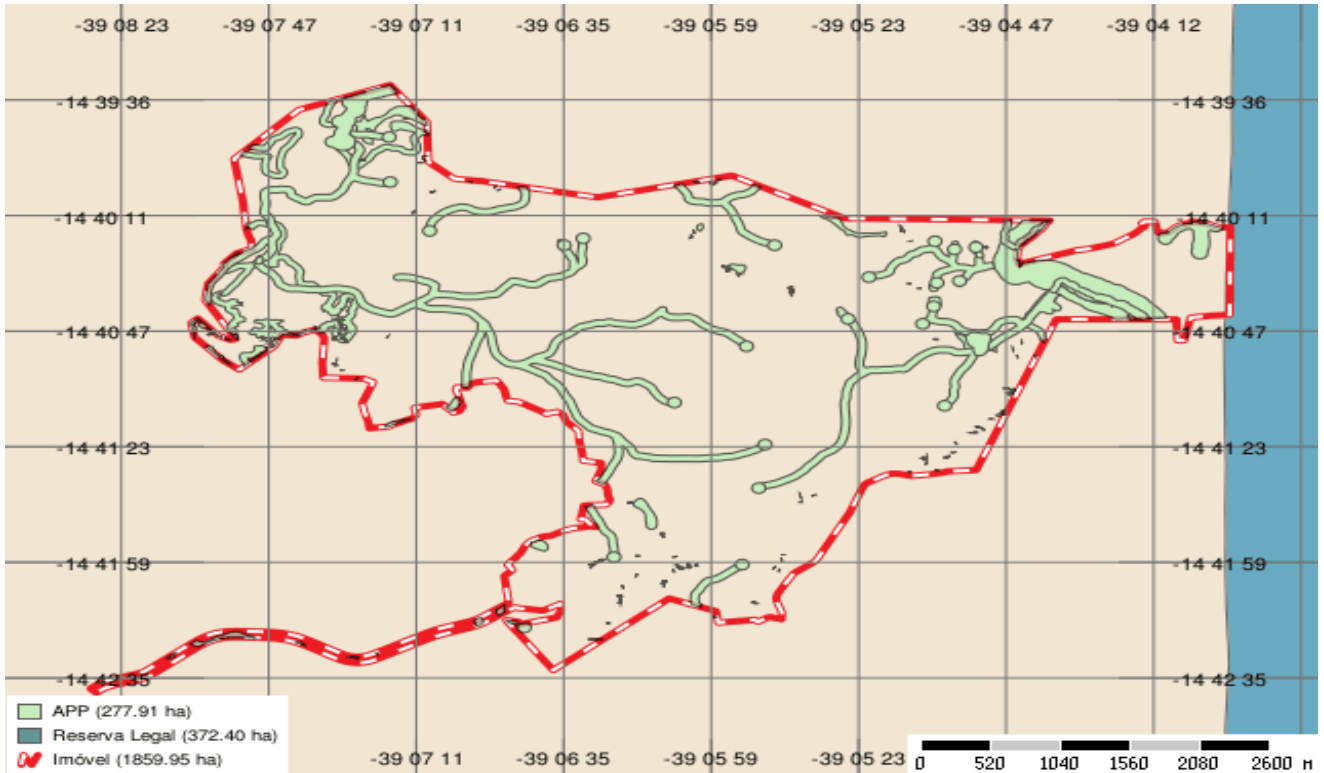 -39 08 23 -39 07 47 -39 07 11 -39 06 35 -39 05 59 -39 05 23 -39 04 47 -39 04 12
-14 39 36 -14 39 36
-14 40 11 -14 40 11
-14 40 47 -14 40 47
-14 41 23 -14 41 23
-14 41 59 -14 41 59
-14 42 35 -14 42 35
APP (277.91 ha)
Reserva Legal (372.40 ha)
Imóvel (1859.95 ha)
-39 07 11 -39 06 35 -39 05 59 -39 05 23
0 520 1040 1560 2080 2600 M